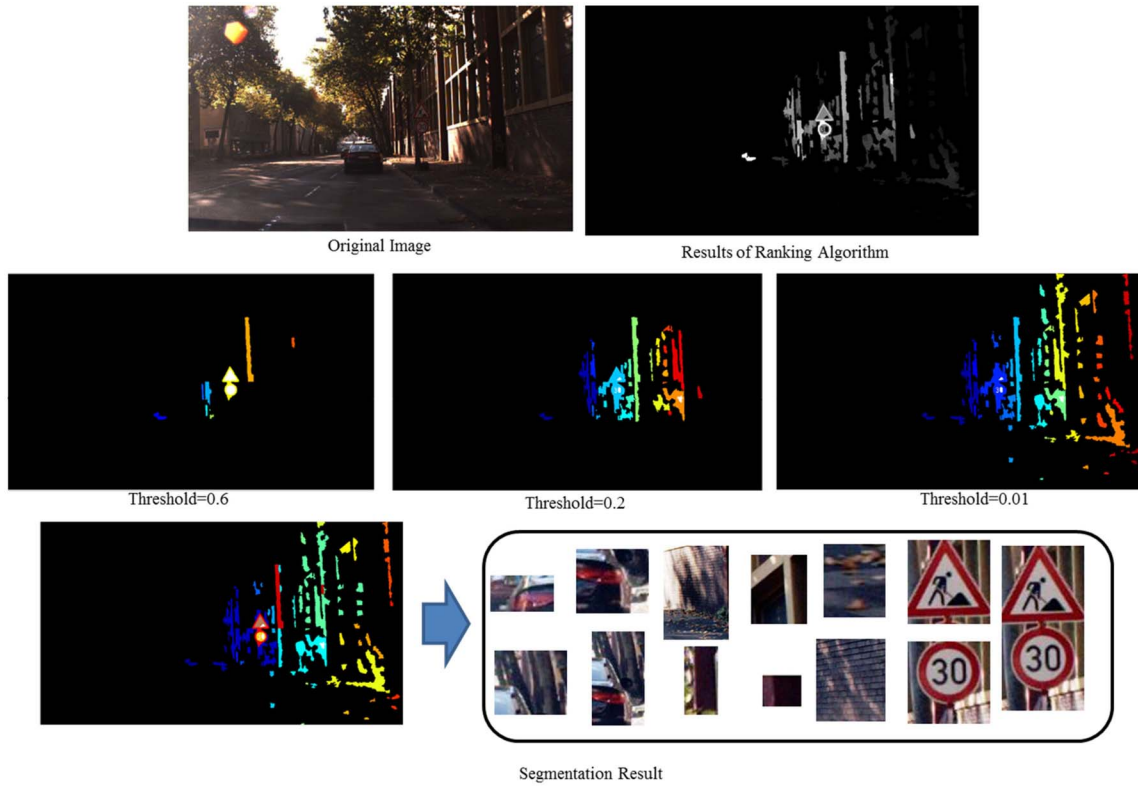 Original Image
Results of Ranking Algorithm
Threshold=0.6
Threshold=0.2
Threshold=0.01
30
30
Segmentation Result